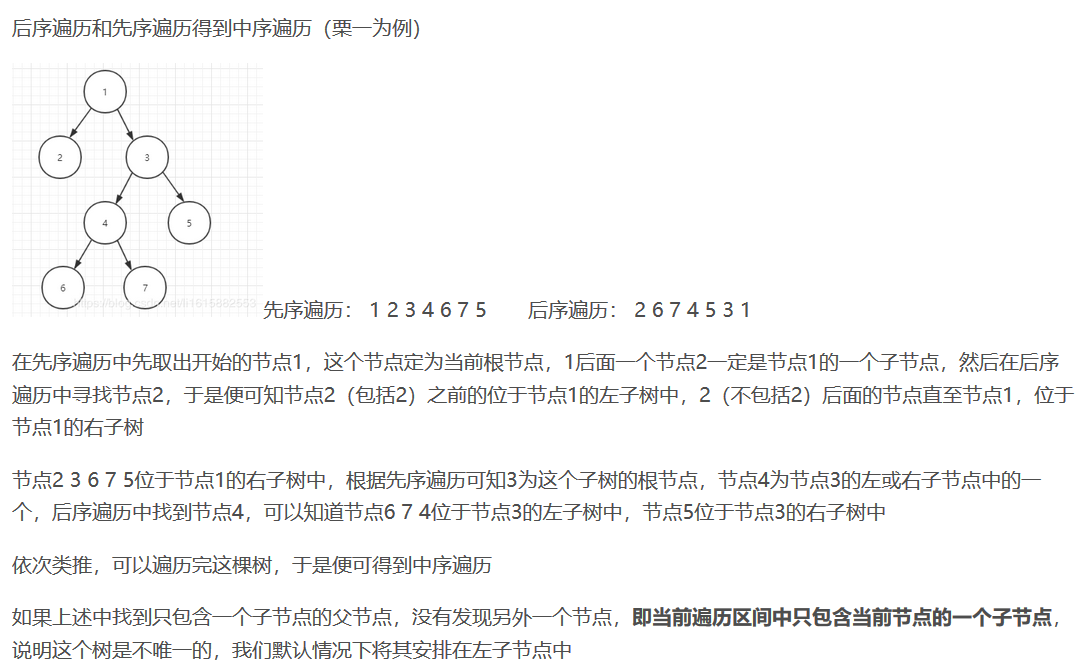 后序遍历和先序遍历得到中序遍历（栗一为例）
1
2
3
4
5
6
7
先序遍历： 1 2 3 4 6 7 5 后序遍历： 2 6 7 4 5 3 1
在先序遍历中先取出开始的节点1，这个节点定为当前根节点，1后面一个节点2一定是节点1的一个子节点，然后在后序
遍历中寻找节点2，于是便可知节点2（包括2）之前的位于节点1的左子树中，2（不包括2）后面的节点直至节点1，位于
节点1的右子树
节点2 3 6 7 5位于节点1的右子树中，根据先序遍历可知3为这个子树的根节点，节点4为节点3的左或右子节点中的一
个，后序遍历中找到节点4，可以知道节点6 7 4位于节点3的左子树中，节点5位于节点3的右子树中
依次类推，可以遍历完这棵树，于是便可得到中序遍历
如果上述中找到只包含一个子节点的父节点，没有发现另外一个节点，即当前遍历区间中只包含当前节点的一个子节点，
说明这个树是不唯一的，我们默认情况下将其安排在左子节点中